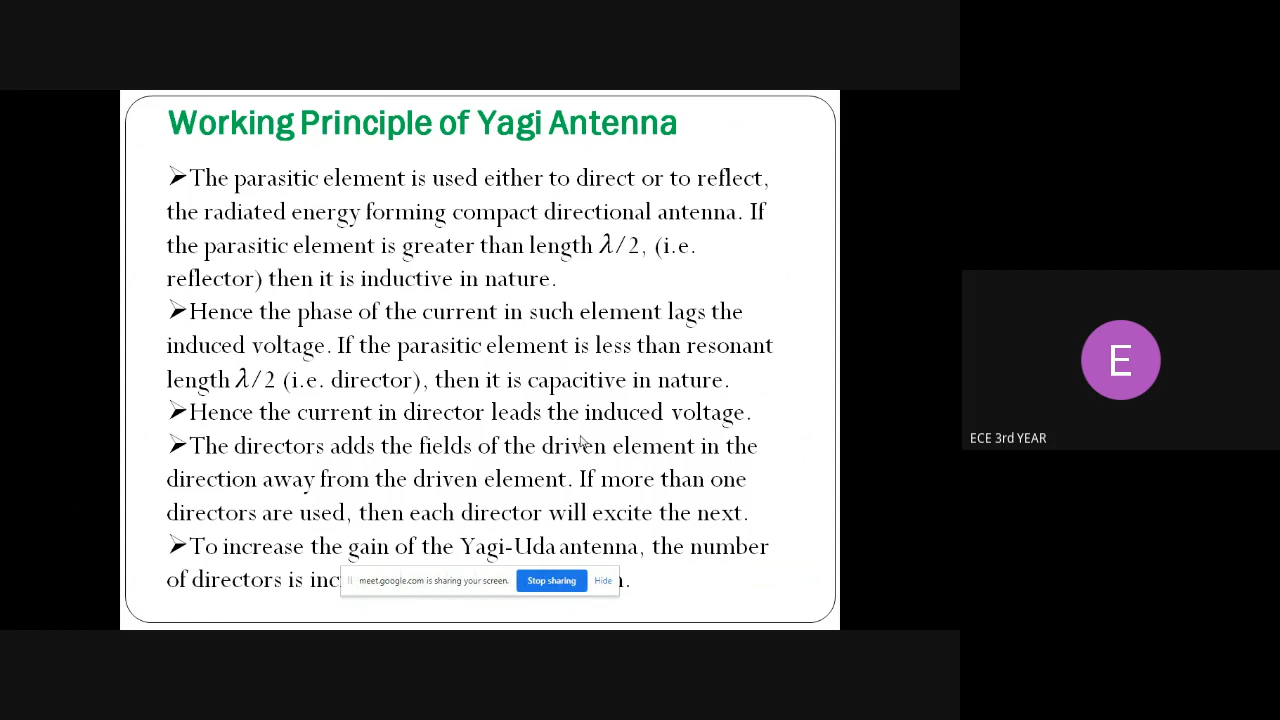 Working Principle of Yagi Antenna
➢The parasitic element is used either to direct or to reflect,
the radiated energy forming compact directional antenna. If
the parasitic element is greater than length λ/2, (i.e.
reflector) then it is inductive in nature.
➢Hence the phase of the current in such element lags the
induced voltage. If the parasitic element is less than resonant
length λ/2 (i.e. director), then it is capacitive in nature.
➢Hence the current in director leads the induced voltage.
➢The directors adds the fields of the driven element in the
direction away from the driven element. If more than one
directors are used, then each director will excite the next.
➢To increase the gain of the Yagi-Uda antenna, the number
of directors is
meet.google.com is sharing your screen. Stop sharing Hide
E
ECE 3rd YEAR